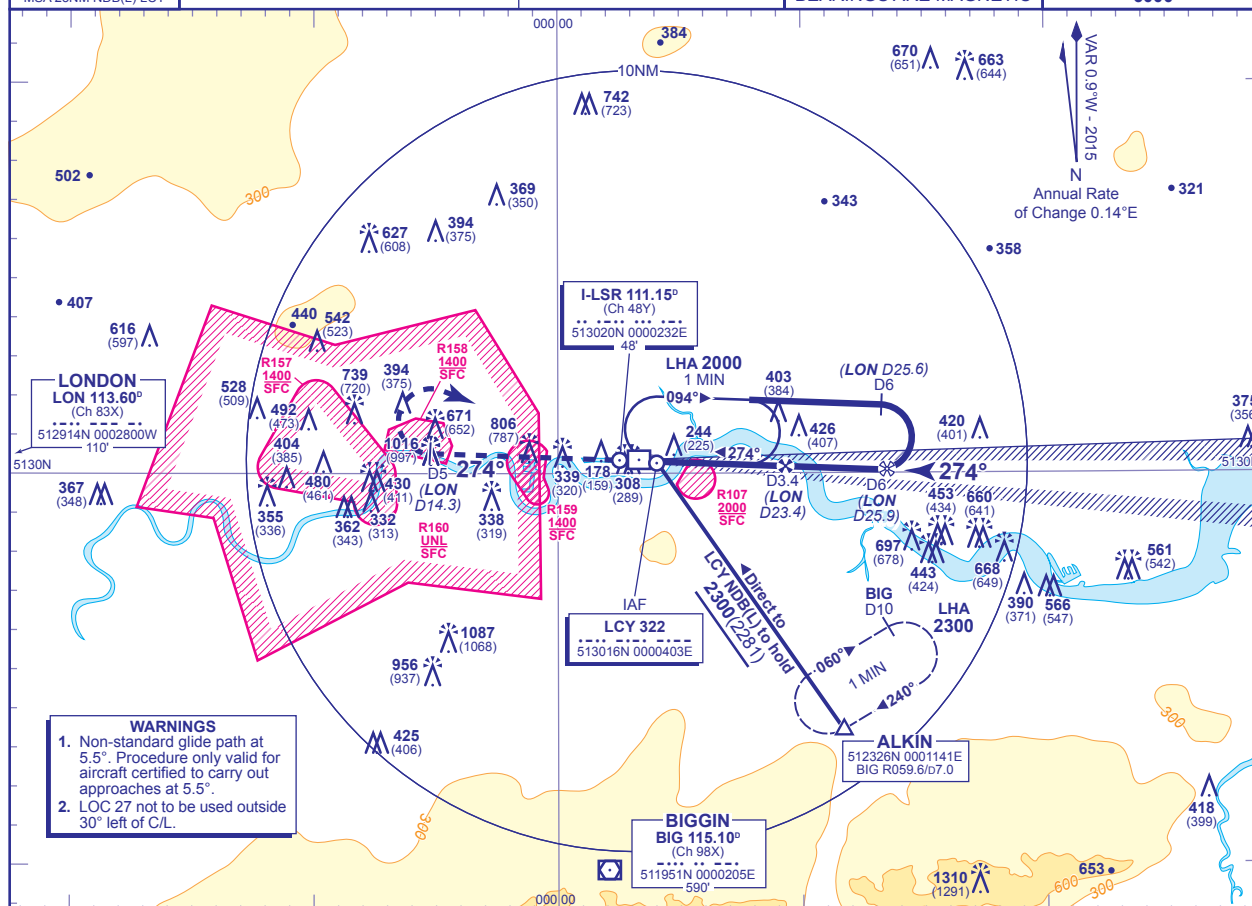 000 00
384
10NM
742
(723)
670
(651)
663
(644)
VAR 0.9°W - 2015
N
Annual Rate
of Change 0.14°E
502
300
369
(350)
394
(375)
627
(608)
343
321
358
407
616
(597)
440
542
(523)
I-LSR 111.15ᴰ
(Ch 48Y)
513020N 0000232E
48'
LHA 2000
1 MIN
094°
(LON D25.6)
D6
LONDON
LON 113.60ᴰ
(Ch 83X)
512914N 0002800W
110'
5130N
R157
1400
SFC
R158
1400
SFC
739
(720)
394
(375)
528
(509)
492
(473)
404
(385)
671
(652)
806
(787)
1016
(997)
403
(384)
426
(407)
420
(401)
244
(225)
274°
274°
274°
D5
(LON
D14.3)
339
(320)
178
(159)
308
(289)
D3.4
(LON
D23.4)
D6
(LON
D25.9)
367
(348)
355
(336)
480
(461)
430
(411)
362
(343)
332
(313)
338
(319)
R160
UNL
SFC
R159
1400
SFC
R107
2000
SFC
453
(434)
660
(641)
697
(678)
443
(424)
668
(649)
561
(542)
390
(371)
566
(547)
BIG
D10
LHA
2300
Direct to
LCY NDB(L) to hold
2300(2281)
IAF
LCY 322
513016N 0000403E
1087
(1068)
956
(937)
060°
1 MIN
240°
ALKIN
512326N 0001141E
BIG R059.6/D7.0
300
425
(406)
WARNINGS
1. Non-standard glide path at
5.5°. Procedure only valid for
aircraft certified to carry out
approaches at 5.5°.
2. LOC 27 not to be used outside
30° left of C/L.
300
BIGGIN
BIG 115.10ᴰ
(Ch 98X)
511951N 0000205E
590'
418
(399)
1310
(1291)
600
300
653
000 00